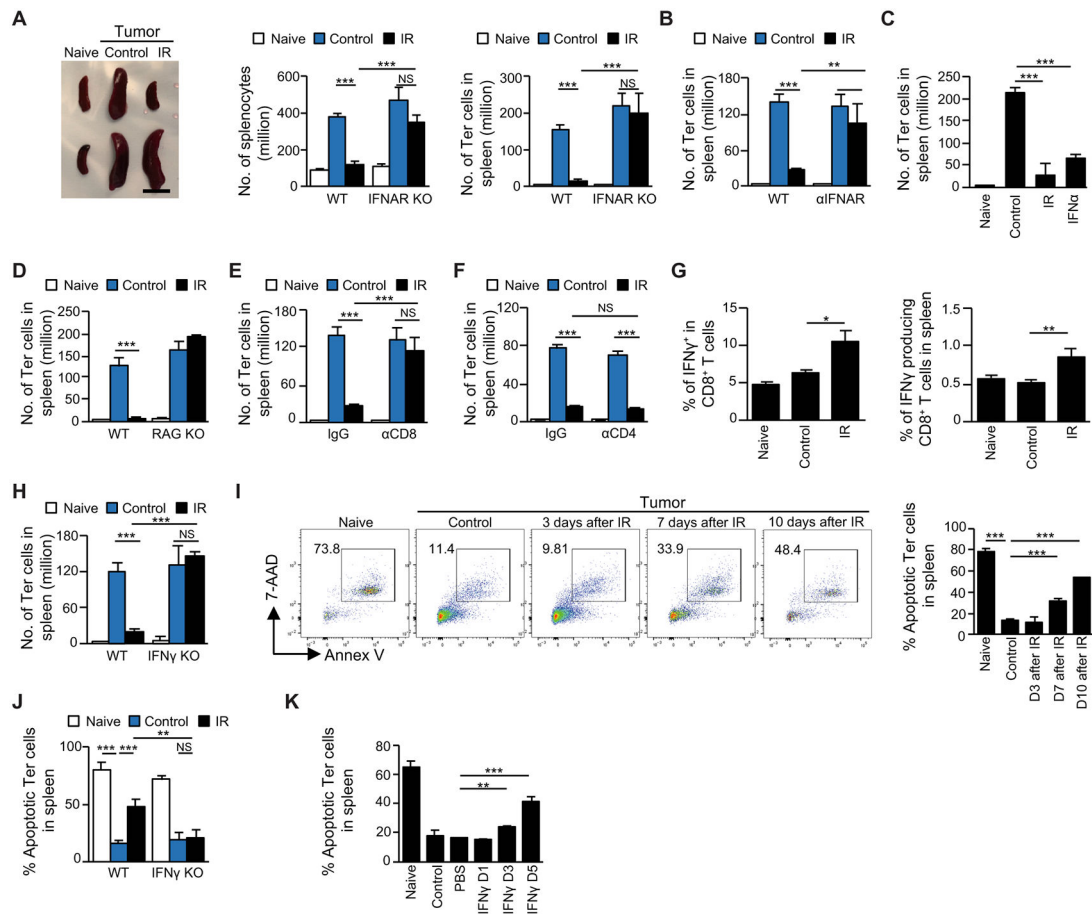 A
Tumor
Naive Control IR
Naive Control IR
No. of splenocytes
(million)
600
400
200
0
***
***
NS
WT IFNAR KO
Naive Control IR
No. of Ter cells in
spleen (million)
300
200
100
0
***
***
NS
WT IFNAR KO
B
Naive Control IR
No. of Ter cells in
spleen (million)
180
120
60
0
***
**
NS
WT αIFNAR
C
No. of Ter cells in
spleen (million)
250
200
150
100
50
0
***
***
Naive
Control
IR
IFNα
D
Naive Control IR
No. of Ter cells in
spleen (million)
250
200
150
100
50
0
***
WT RAG KO
E
Naive Control IR
No. of Ter cells in
spleen (million)
180
120
60
0
***
***
NS
IgG αCD8
F
Naive Control IR
No. of Ter cells in
spleen (million)
120
80
40
0
***
NS
***
IgG αCD4
G
% of IFNγ⁺ in
CD8⁺ T cells
15
10
5
0
*
Naive
Control
IR
% of IFNγ producing
CD8⁺ T cells in spleen
1.5
1.0
0.5
0.0
**
Naive
Control
IR
H
Naive Control IR
No. of Ter cells in
spleen (million)
180
120
60
0
***
***
NS
WT IFNγ KO
I
Tumor
Naive Control 3 days after IR 7 days after IR 10 days after IR
73.8 11.4 9.81 33.9 48.4
7-AAD
Annex V
% Apoptotic Ter cells
in spleen
100
80
60
40
20
0
***
***
***
Naive
Control
D3 after IR
D7 after IR
D10 after IR
J
Naive Control IR
% Apoptotic Ter cells
in spleen
100
50
0
***
***
**
NS
WT IFNγ KO
K
% Apoptotic Ter cells
in spleen
80
60
40
20
0
***
**
Naive
Control
PBS
IFNγ D1
IFNγ D3
IFNγ D5